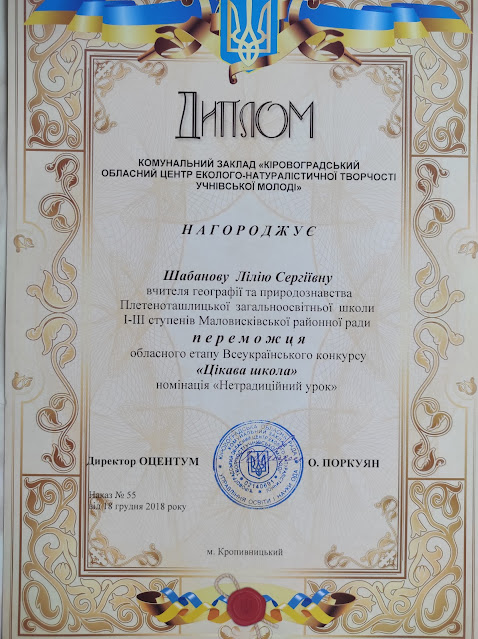 ДИПЛОМ
КОМУНАЛЬНИЙ ЗАКЛАД «КІРОВОГРАДСЬКИЙ
ОБЛАСНИЙ ЦЕНТР ЕКОЛОГО-НАТУРАЛІСТИЧНОЇ ТВОРЧОСТІ
УЧНІВСЬКОЇ МОЛОДІ»
НАГОРОДЖУЄ
Шабанову Лілію Сергіївну
вчителя географії та природознавства
Плетеноташлицької загальноосвітньої школи
І-ІІІ ступенів Маловисківської районної ради
переможця
обласного етапу Всеукраїнського конкурсу
«Цікава школа»
номінація «Нетрадиційний урок»
Директор ОЦЕНТУМ О. ПОРКУЯН
Наказ № 55
від 18 грудня 2018 року
м. Кропивницький